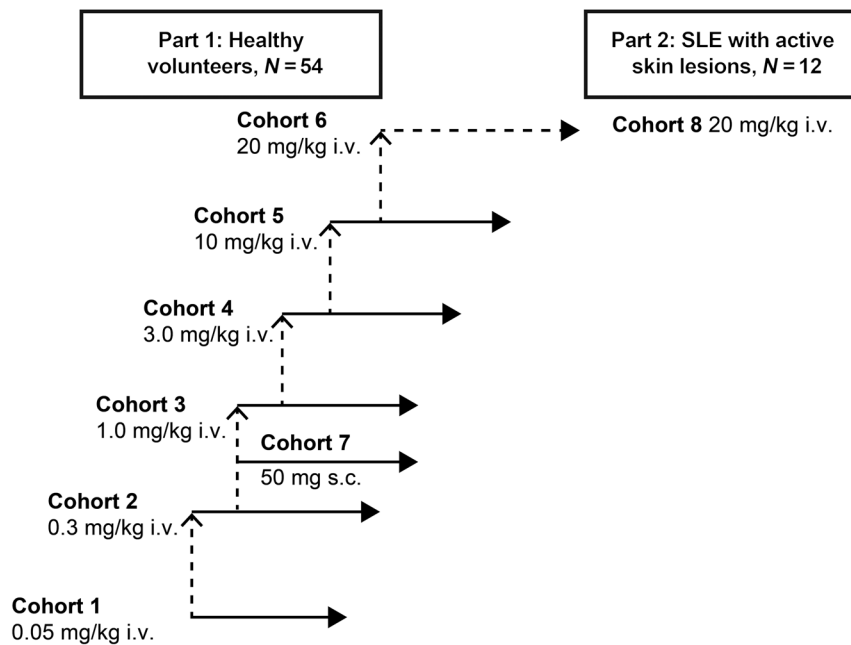 Part 1: Healthy
volunteers, N = 54
Part 2: SLE with active
skin lesions, N = 12
Cohort 6
20 mg/kg i.v.
Cohort 8 20 mg/kg i.v.
Cohort 5
10 mg/kg i.v.
Cohort 4
3.0 mg/kg i.v.
Cohort 3
1.0 mg/kg i.v.
Cohort 7
50 mg s.c.
Cohort 2
0.3 mg/kg i.v.
Cohort 1
0.05 mg/kg i.v.